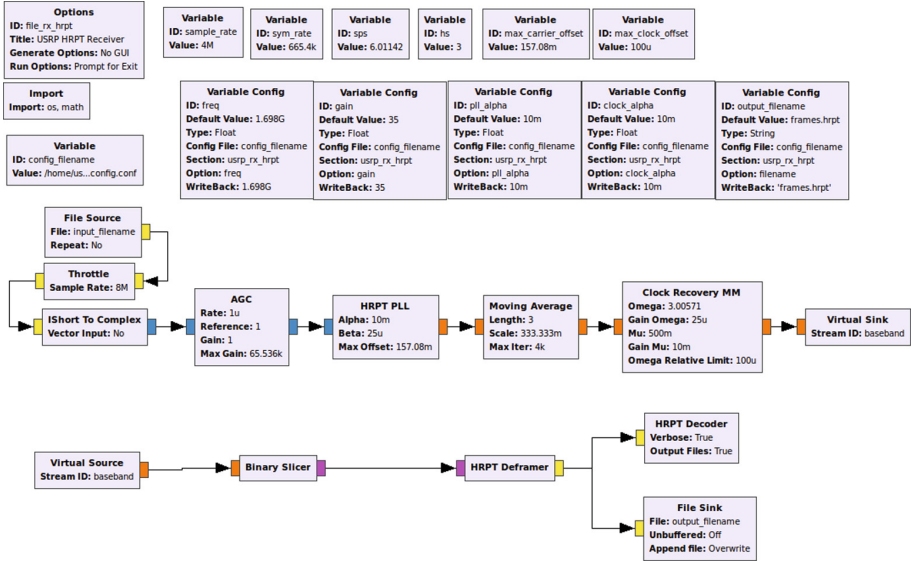 Options
ID: file_rx_hrpt
Title: USRP HRPT Receiver
Generate Options: No GUI
Run Options: Prompt for Exit
Variable
ID: sample_rate
Value: 4M
Variable
ID: sym_rate
Value: 665.4k
Variable
ID: sps
Value: 6.01142
Variable
ID: hs
Value: 3
Variable
ID: max_carrier_offset
Value: 157.08m
Variable
ID: max_clock_offset
Value: 100u
Import
Import: os, math
Variable
ID: config_filename
Value: /home/us...config.conf
Variable Config
ID: freq
Default Value: 1.698G
Type: Float
Config File: config_filename
Section: usrp_rx_hrpt
Option: freq
WriteBack: 1.698G
Variable Config
ID: gain
Default Value: 35
Type: Float
Config File: config_filename
Section: usrp_rx_hrpt
Option: gain
WriteBack: 35
Variable Config
ID: pll_alpha
Default Value: 10m
Type: Float
Config File: config_filename
Section: usrp_rx_hrpt
Option: pll_alpha
WriteBack: 10m
Variable Config
ID: clock_alpha
Default Value: 10m
Type: Float
Config File: config_filename
Section: usrp_rx_hrpt
Option: clock_alpha
WriteBack: 10m
Variable Config
ID: output_filename
Default Value: frames.hrpt
Type: String
Config File: config_filename
Section: usrp_rx_hrpt
Option: filename
WriteBack: 'frames.hrpt'
File Source
File: input_filename
Repeat: No
Throttle
Sample Rate: 8M
IShort To Complex
Vector Input: No
AGC
Rate: 1u
Reference: 1
Gain: 1
Max Gain: 65.536k
HRPT PLL
Alpha: 10m
Beta: 25u
Max Offset: 157.08m
Moving Average
Length: 3
Scale: 333.333m
Max Iter: 4k
Clock Recovery MM
Omega: 3.00571
Gain Omega: 25u
Mu: 500m
Gain Mu: 10m
Omega Relative Limit: 100u
Virtual Sink
Stream ID: baseband
Virtual Source
Stream ID: baseband
Binary Slicer
HRPT Deframer
HRPT Decoder
Verbose: True
Output Files: True
File Sink
File: output_filename
Unbuffered: Off
Append file: Overwrite